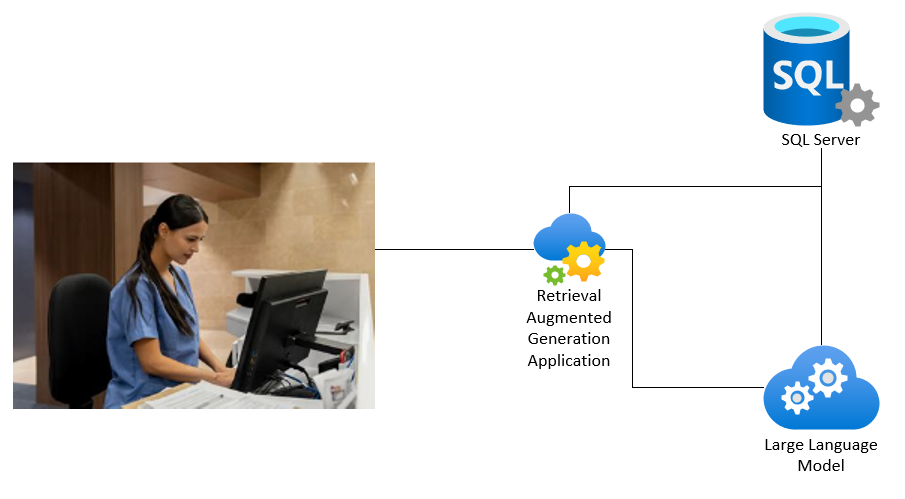 SQL
SQL Server
Retrieval
Augmented
Generation
Application
Large Language
Model